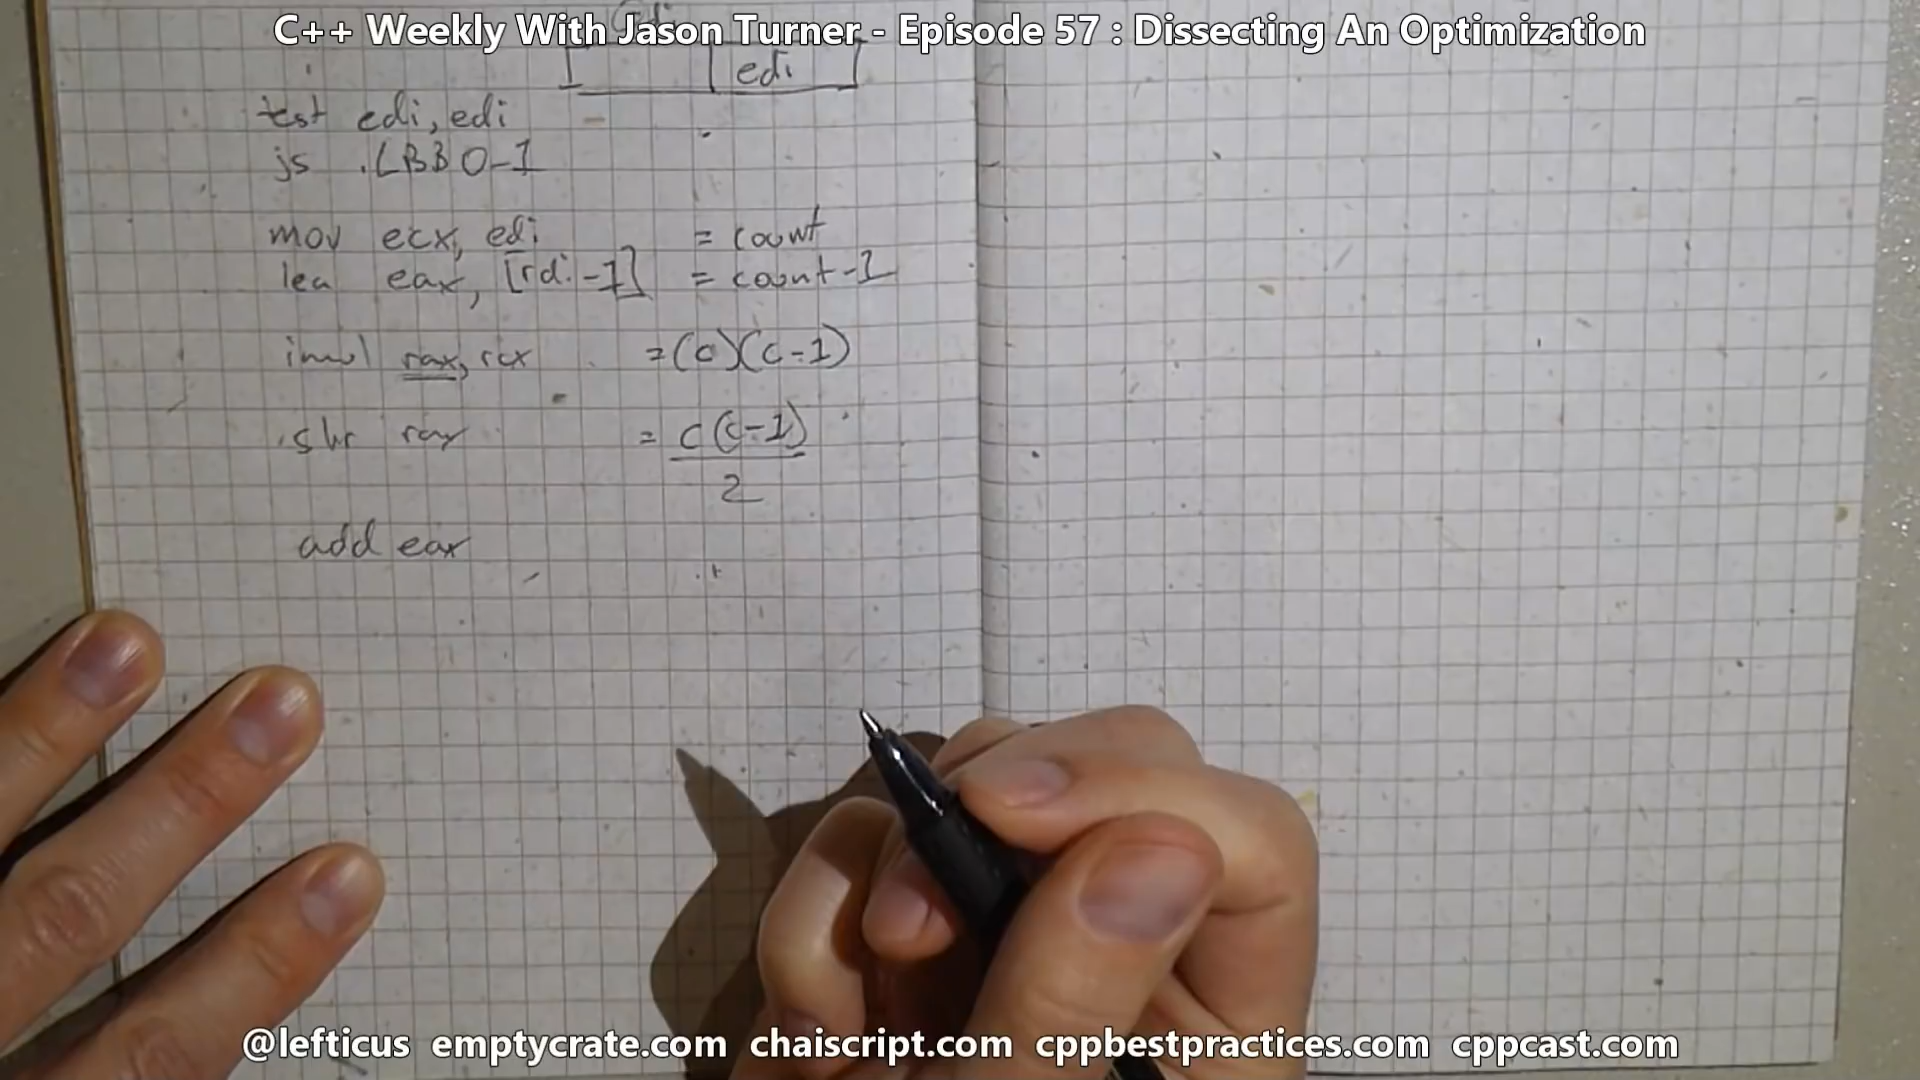 C++ Weekly With Jason Turner - Episode 57 : Dissecting An Optimization
edi
test edi, edi
js .LBB0-1
mov ecx, edi = count
lea eax, [rdi-1] = count-1
imul rax, rcx = (c)(c-1)
shr rax = c(c-1)
2
add eax
@lefticus emptycrate.com chaiscript.com cppbestpractices.com cppcast.com